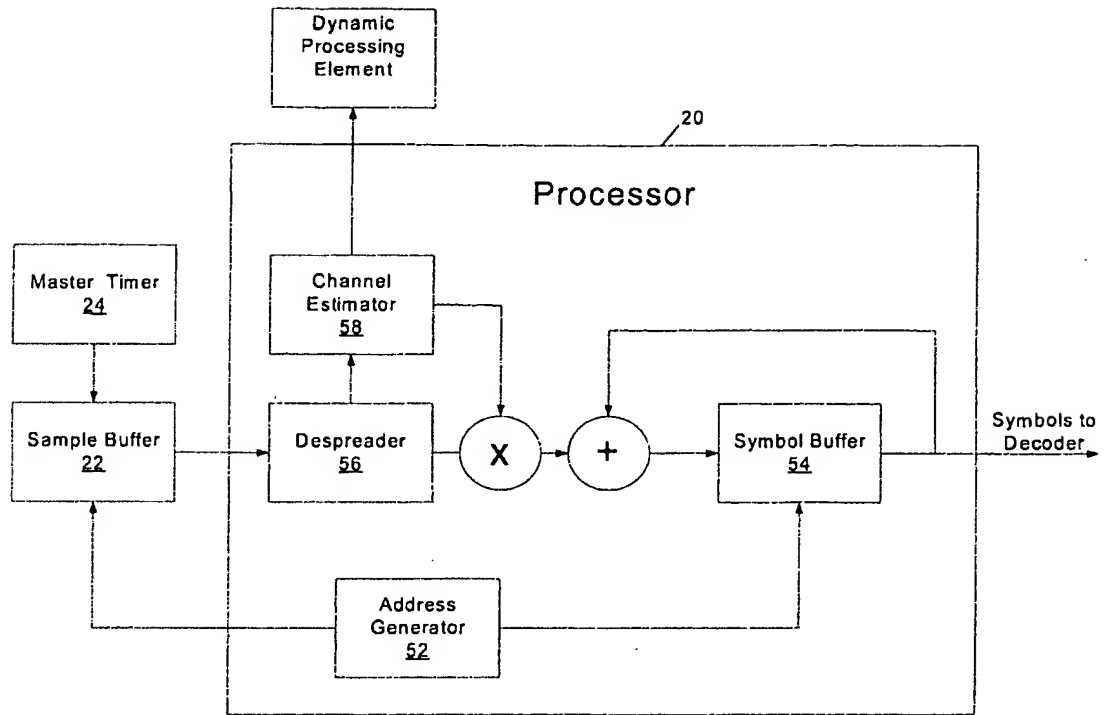 Dynamic
Processing
Element
20
Processor
Master Timer
24
Channel
Estimator
58
Sample Buffer
22
Despreader
56
X
+
Symbol Buffer
54
Symbols to
Decoder
Address
Generator
52